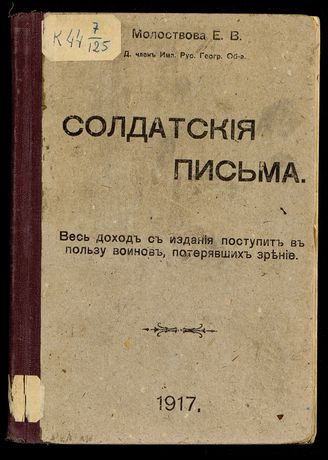 К 44 7/125
Молоствова Е. В.
Д. членъ Имп. Рус. Геогр. Об-а.
СОЛДАТСКІЯ
ПИСЬМА.
Весь доходъ съ изданія поступитъ въ
пользу воиновъ, потерявшихъ зрѣніе.
1917.